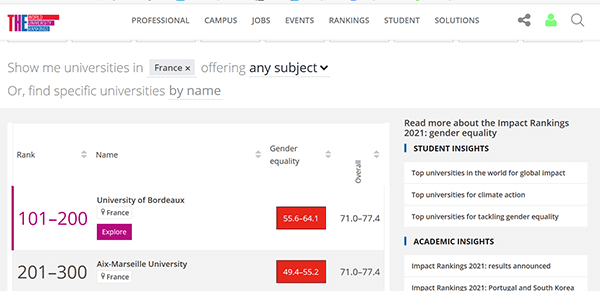 THE WORLD UNIVERSITY RANKINGS
PROFESSIONAL CAMPUS JOBS EVENTS RANKINGS STUDENT SOLUTIONS
Show me universities in France × offering any subject
Or, find specific universities by name
Rank Name Gender equality Overall
101–200
University of Bordeaux
France
Explore
55.6–64.1 71.0–77.4
201–300
Aix-Marseille University
France
49.4–55.2 71.0–77.4
Read more about the Impact Rankings
2021: gender equality
STUDENT INSIGHTS
Top universities in the world for global impact
Top universities for climate action
Top universities for tackling gender equality
ACADEMIC INSIGHTS
Impact Rankings 2021: results announced
Impact Rankings 2021: Portugal and South Korea